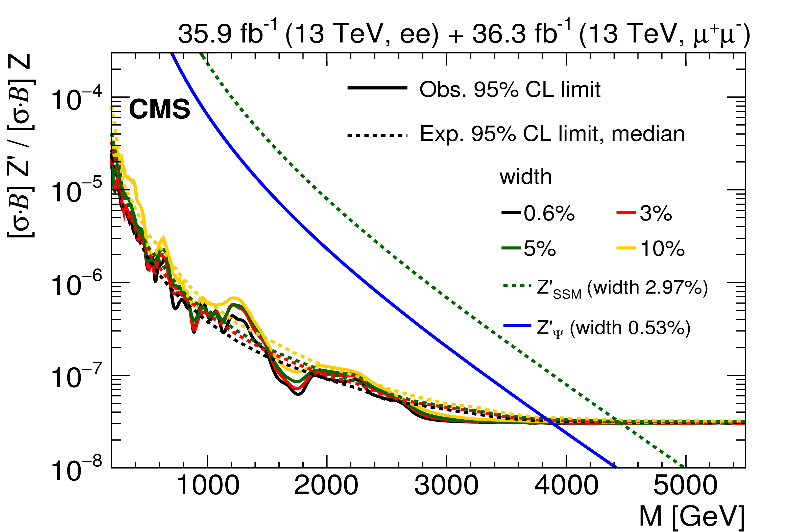 35.9 fb⁻¹ (13 TeV, ee) + 36.3 fb⁻¹ (13 TeV, μ⁺μ⁻)
[σ·B] Z' / [σ·B] Z
CMS
Obs. 95% CL limit
Exp. 95% CL limit, median
width
0.6% 3%
5% 10%
Z'SSM (width 2.97%)
Z'Ψ (width 0.53%)
10⁻⁴
10⁻⁵
10⁻⁶
10⁻⁷
10⁻⁸
1000 2000 3000 4000 5000
M [GeV]